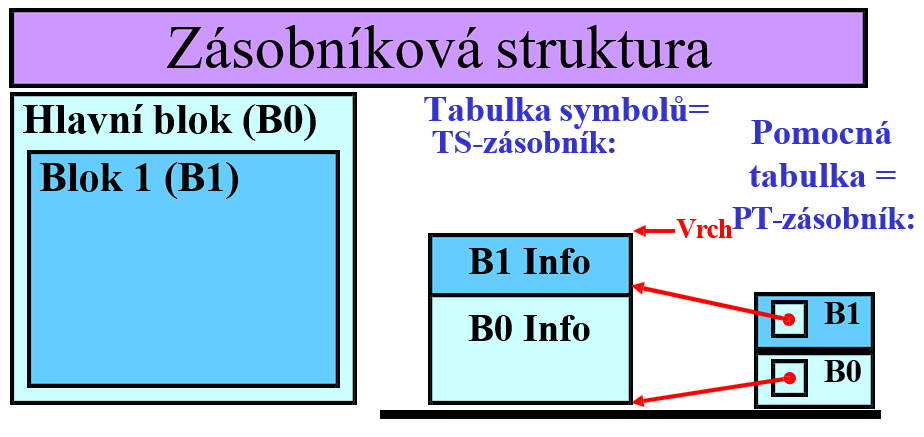 Zásobníková struktura
Hlavní blok (B0)
Blok 1 (B1)
Tabulka symbolů=
TS-zásobník:
Pomocná
tabulka =
PT-zásobník:
Vrch
B1 Info
B0 Info
B1
B0